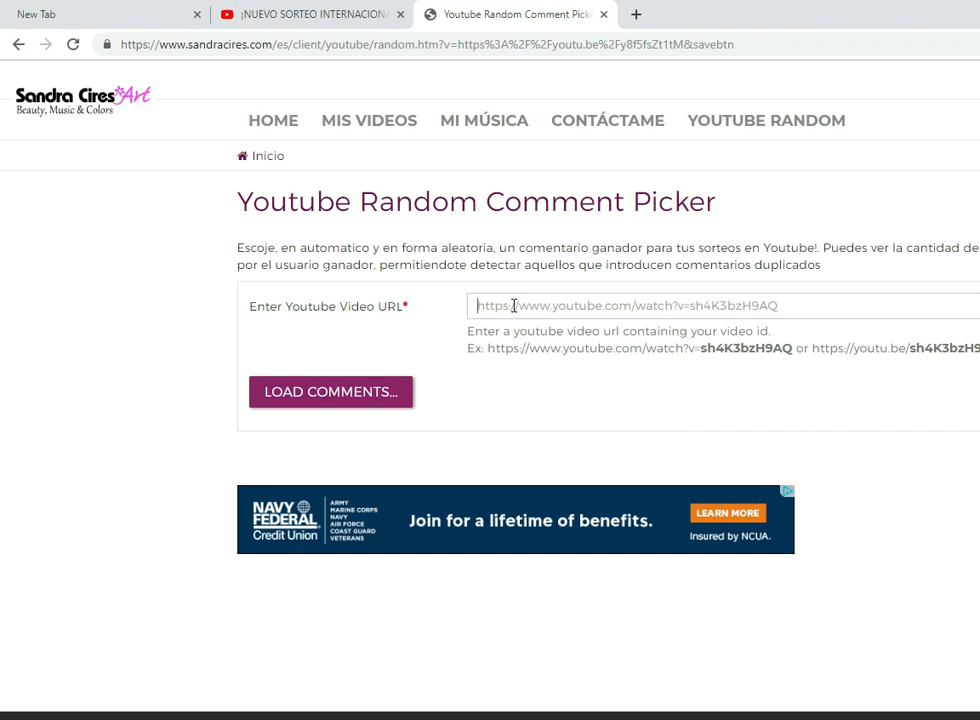 New Tab
¡NUEVO SORTEO INTERNACIONA
Youtube Random Comment Pick
https://www.sandracires.com/es/client/youtube/random.htm?v=https%3A%2F%2Fyoutu.be%2Fy8f5fsZt1tM&savebtn
Sandra Cires Art
Beauty, Music & Colors
HOME MIS VIDEOS MI MÚSICA CONTÁCTAME YOUTUBE RANDOM
Inicio
Youtube Random Comment Picker
Escoje, en automatico y en forma aleatoria, un comentario ganador para tus sorteos en Youtube!. Puedes ver la cantidad de
por el usuario ganador, permitiendote detectar aquellos que introducen comentarios duplicados
Enter Youtube Video URL*
https://www.youtube.com/watch?v=sh4K3bzH9AQ
Enter a youtube video url containing your video id.
Ex: https://www.youtube.com/watch?v=sh4K3bzH9AQ or https://youtu.be/sh4K3bzH9
LOAD COMMENTS...
NAVY FEDERAL Credit Union
ARMY
MARINE CORPS
NAVY
AIR FORCE
COAST GUARD
VETERANS
Join for a lifetime of benefits.
LEARN MORE
Insured by NCUA.